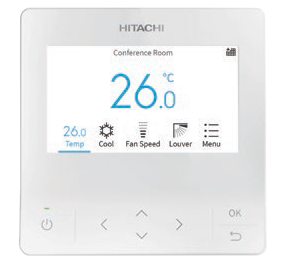 HITACHI
Conference Room
26.0 °C
26.0
Temp Cool Fan Speed Louver Menu
OK